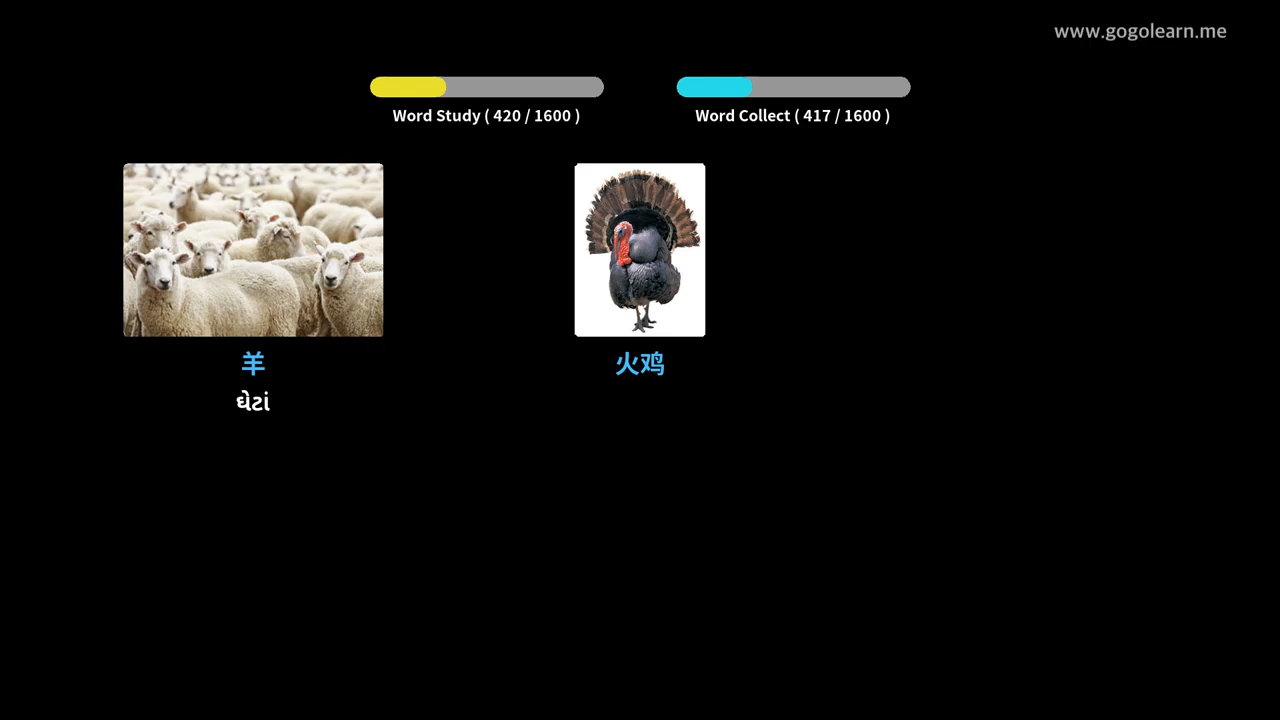 www.gogolearn.me
Word Study ( 420 / 1600 )
Word Collect ( 417 / 1600 )
羊
火鸡
ઘેટાં